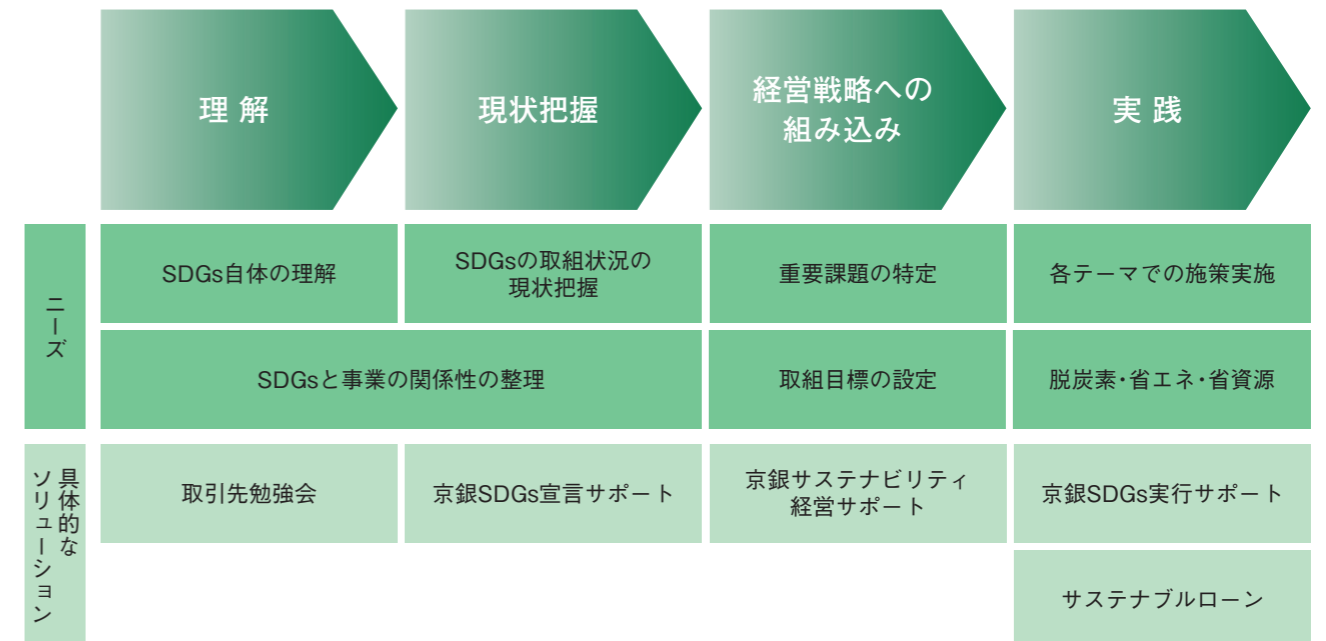 理解
現状把握
経営戦略への
組み込み
実践
ニーズ
SDGs自体の理解
SDGsの取組状況の
現状把握
重要課題の特定
各テーマでの施策実施
SDGsと事業の関係性の整理
取組目標の設定
脱炭素・省エネ・省資源
具体的な
ソリューション
取引先勉強会
京銀SDGs宣言サポート
京銀サステナビリティ
経営サポート
京銀SDGs実行サポート
サステナブルローン